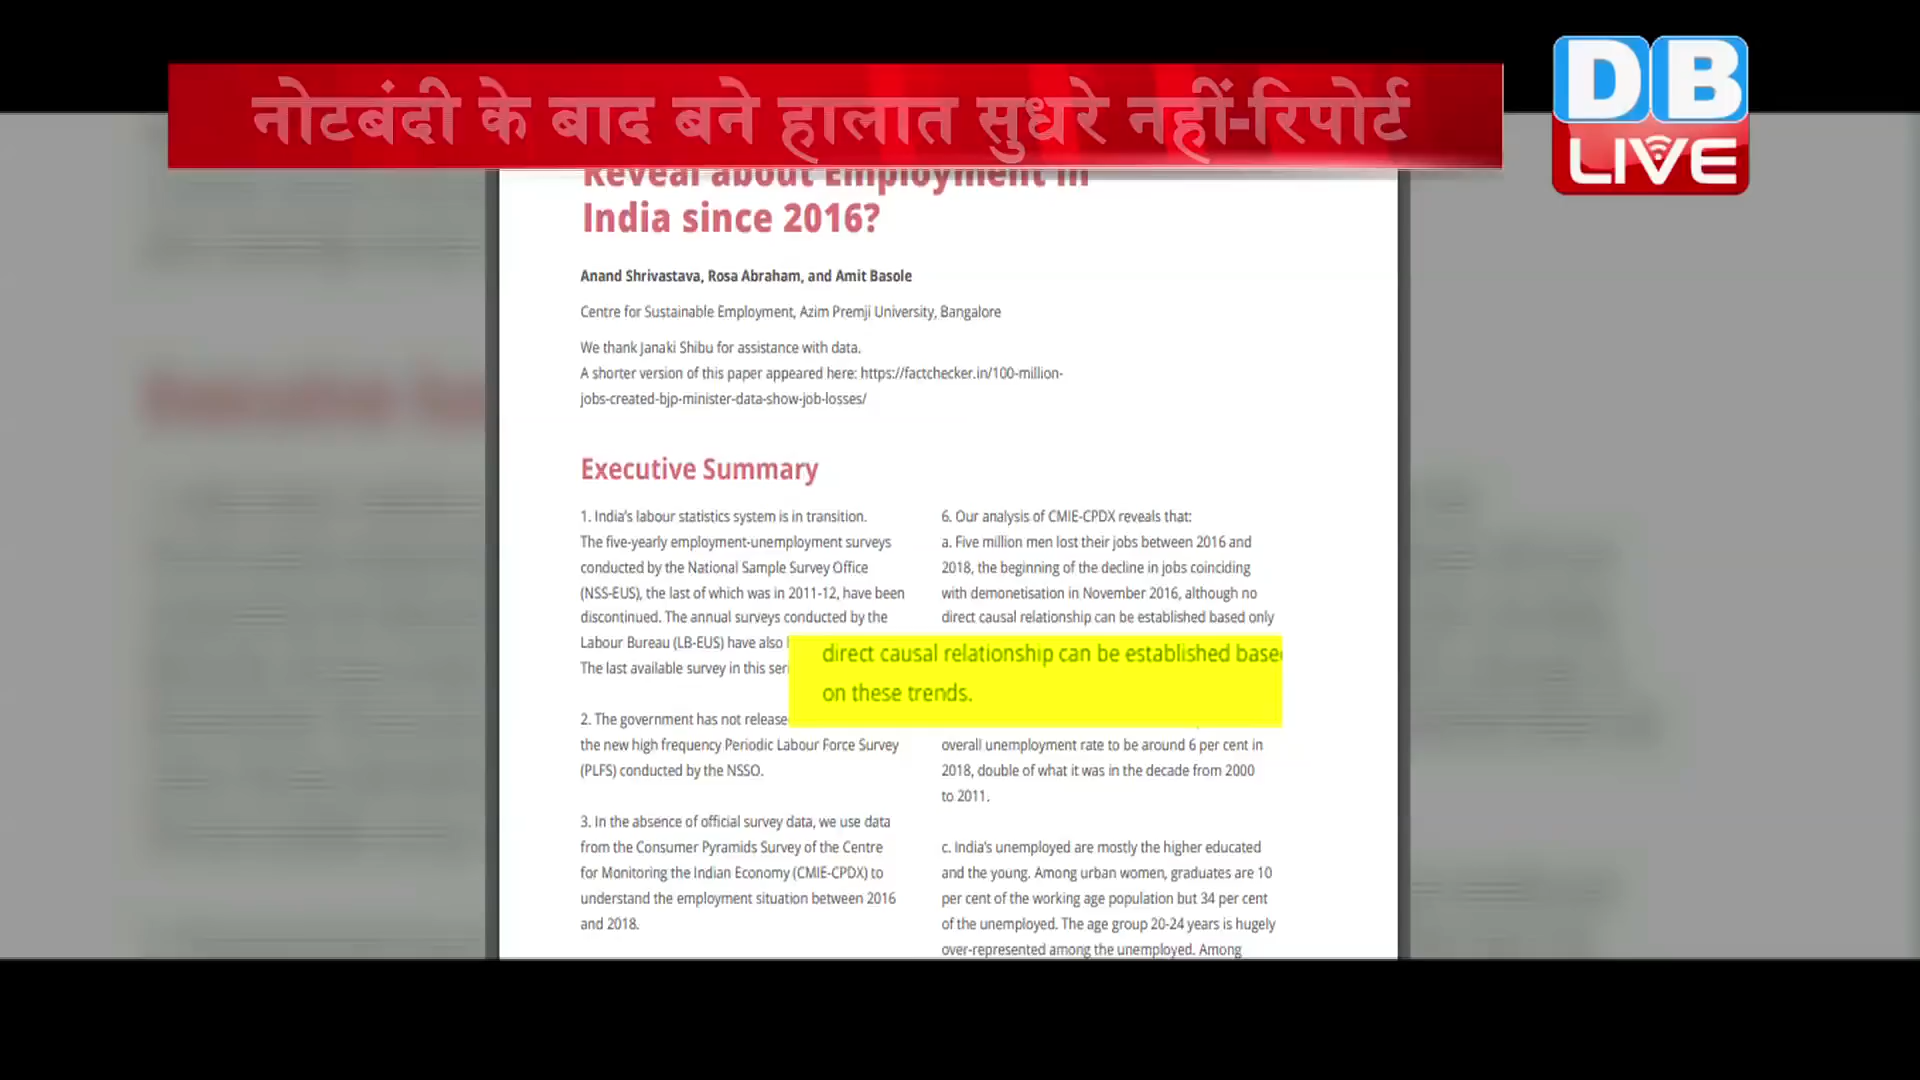 नोटबंदी के बाद बने हालात सुधरे नहीं-रिपोर्ट
DB
LIVE
Reveal about Employment in
India since 2016?
Anand Shrivastava, Rosa Abraham, and Amit Basole
Centre for Sustainable Employment, Azim Premji University, Bangalore
We thank Janaki Shibu for assistance with data.
A shorter version of this paper appeared here: https://factchecker.in/100-million-
jobs-created-bjp-minister-data-show-job-losses/
Executive Summary
1. India's labour statistics system is in transition.
The five-yearly employment-unemployment surveys
conducted by the National Sample Survey Office
(NSS-EUS), the last of which was in 2011-12, have been
discontinued. The annual surveys conducted by the
Labour Bureau (LB-EUS) have also
The last available survey in this
2. The government has not
the new high frequency Periodic Labour Force Survey
(PLFS) conducted by the NSSO.
3. In the absence of official survey data, we use data
from the Consumer Pyramids Survey of the Centre
for Monitoring the Indian Economy (CMIE-CPDX) to
understand the employment situation between 2016
and 2018.
6. Our analysis of CMIE-CPDX reveals that:
a. Five million men lost their jobs between 2016 and
2018, the beginning of the decline in jobs coinciding
with demonetisation in November 2016, although no
direct causal relationship can be established based only
direct causal relationship can be established
on these trends.
overall unemployment rate to be around 6 per cent in
2018, double of what it was in the decade from 2000
to 2011.
c. India's unemployed are mostly the higher educated
and the young. Among urban women, graduates are 10
per cent of the working age population but 34 per cent
of the unemployed. The age group 20-24 years is hugely
over-represented among the unemployed. Among